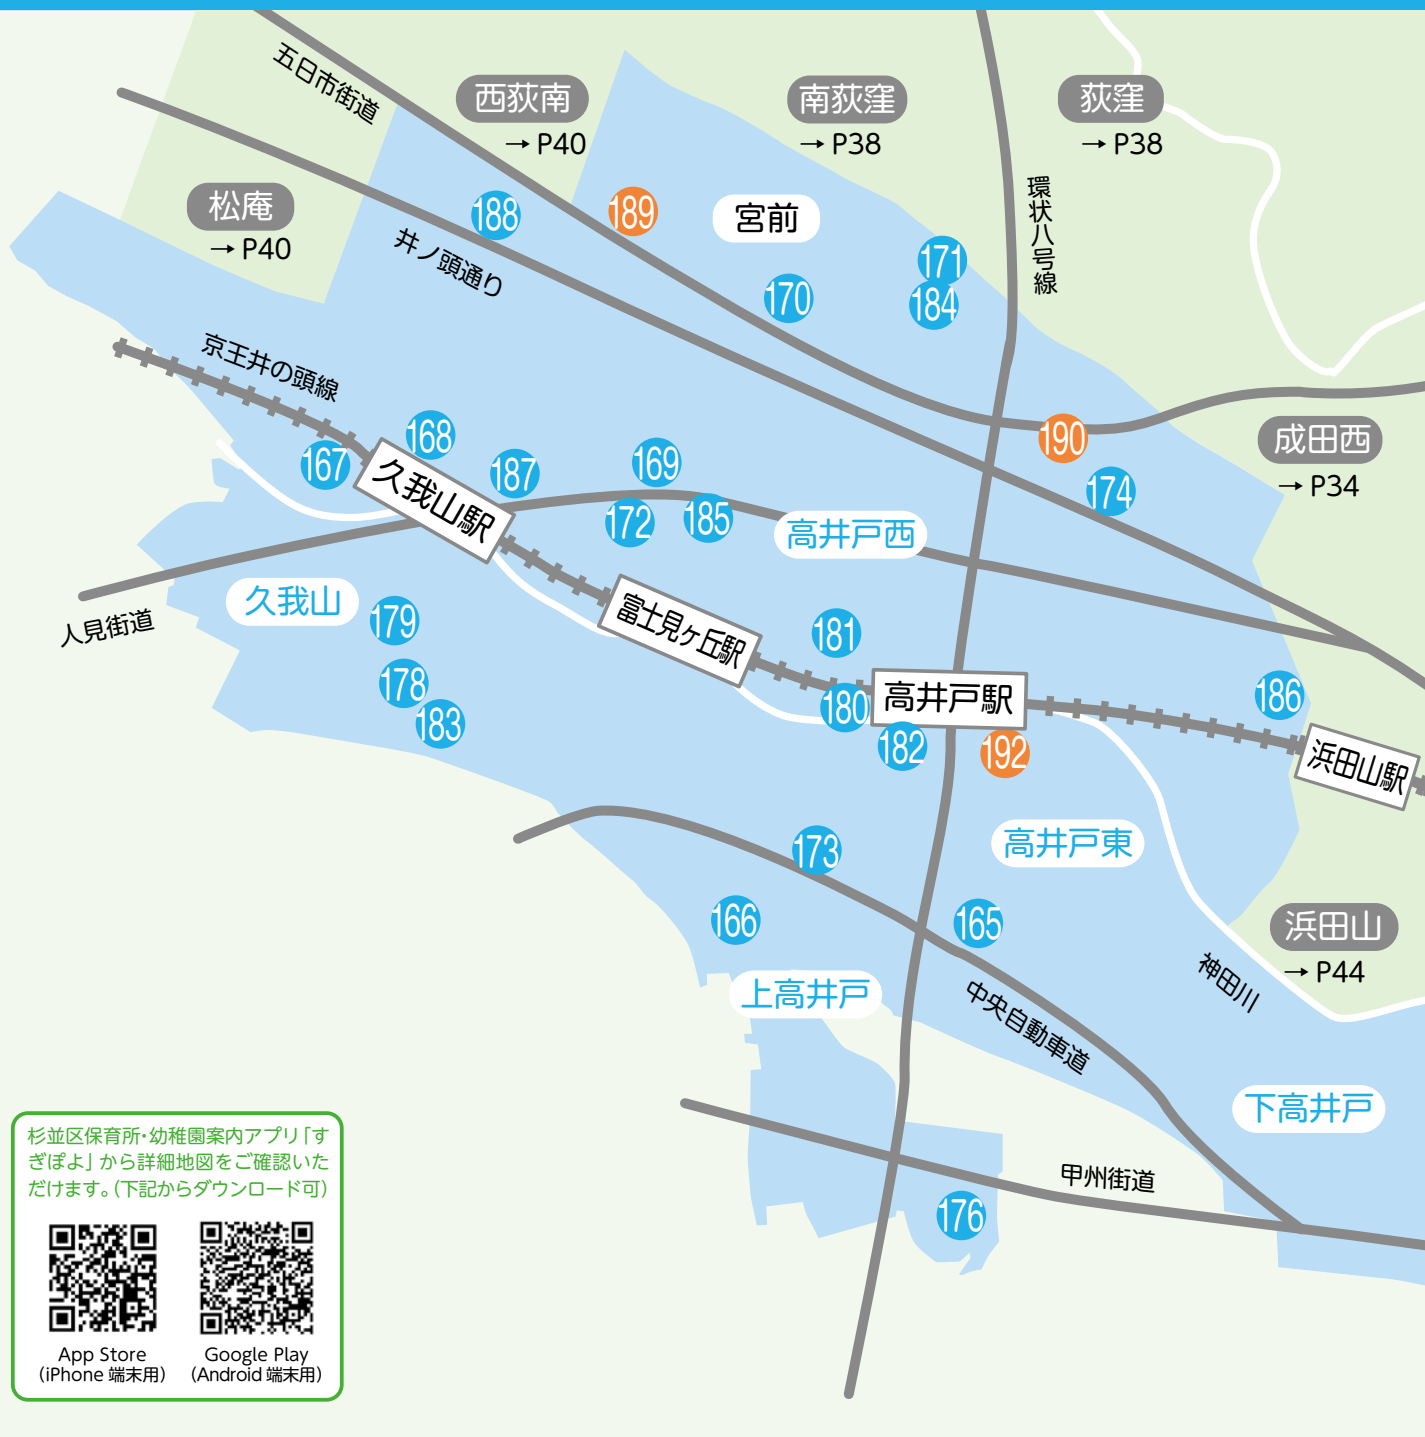 五日市街道
西荻南
→ P40
南荻窪
→ P38
荻窪
→ P38
松庵
→ P40
188
189
宮前
環状八号線
井ノ頭通り
170
171
184
京王井の頭線
168
167
久我山駅
187
169
172
185
高井戸西
190
174
成田西
→ P34
人見街道
久我山
179
178
183
富士見ヶ丘駅
181
180
高井戸駅
182
192
186
浜田山駅
173
高井戸東
166
165
浜田山
→ P44
神田川
上高井戸
中央自動車道
下高井戸
甲州街道
176
杉並区保育所・幼稚園案内アプリ「す
ぎぽよ」から詳細地図をご確認いた
だけます。（下記からダウンロード可）
App Store
（iPhone 端末用）
Google Play
（Android 端末用）